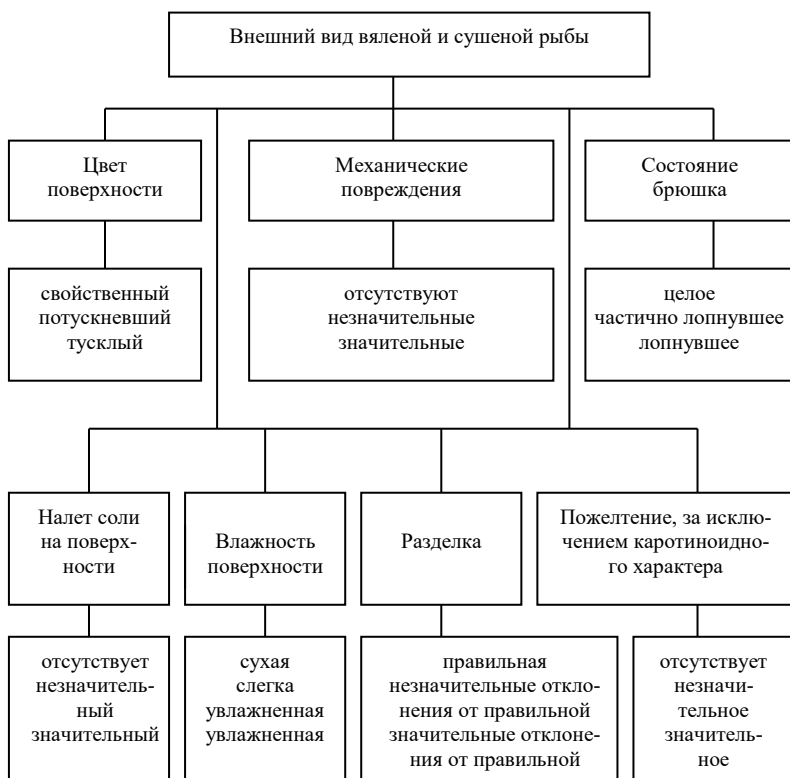 Внешний вид вяленой и сушеной рыбы
Цвет
поверхности
Механические
повреждения
Состояние
брюшка
свойственный
потускневший
тусклый
отсутствуют
незначительные
значительные
целое
частично лопнувшее
лопнувшее
Налет соли
на поверх-
ности
Влажность
поверхности
Разделка
Пожелтение, за исклю-
чением каротиноидно-
го характера
отсутствует
незначитель-
ный
значительный
сухая
слегка
увлажненная
увлажненная
правильная
незначительные откло-
нения от правильной
значительные отклоне-
ния от правильной
отсутствует
незначи-
тельное
значитель-
ное